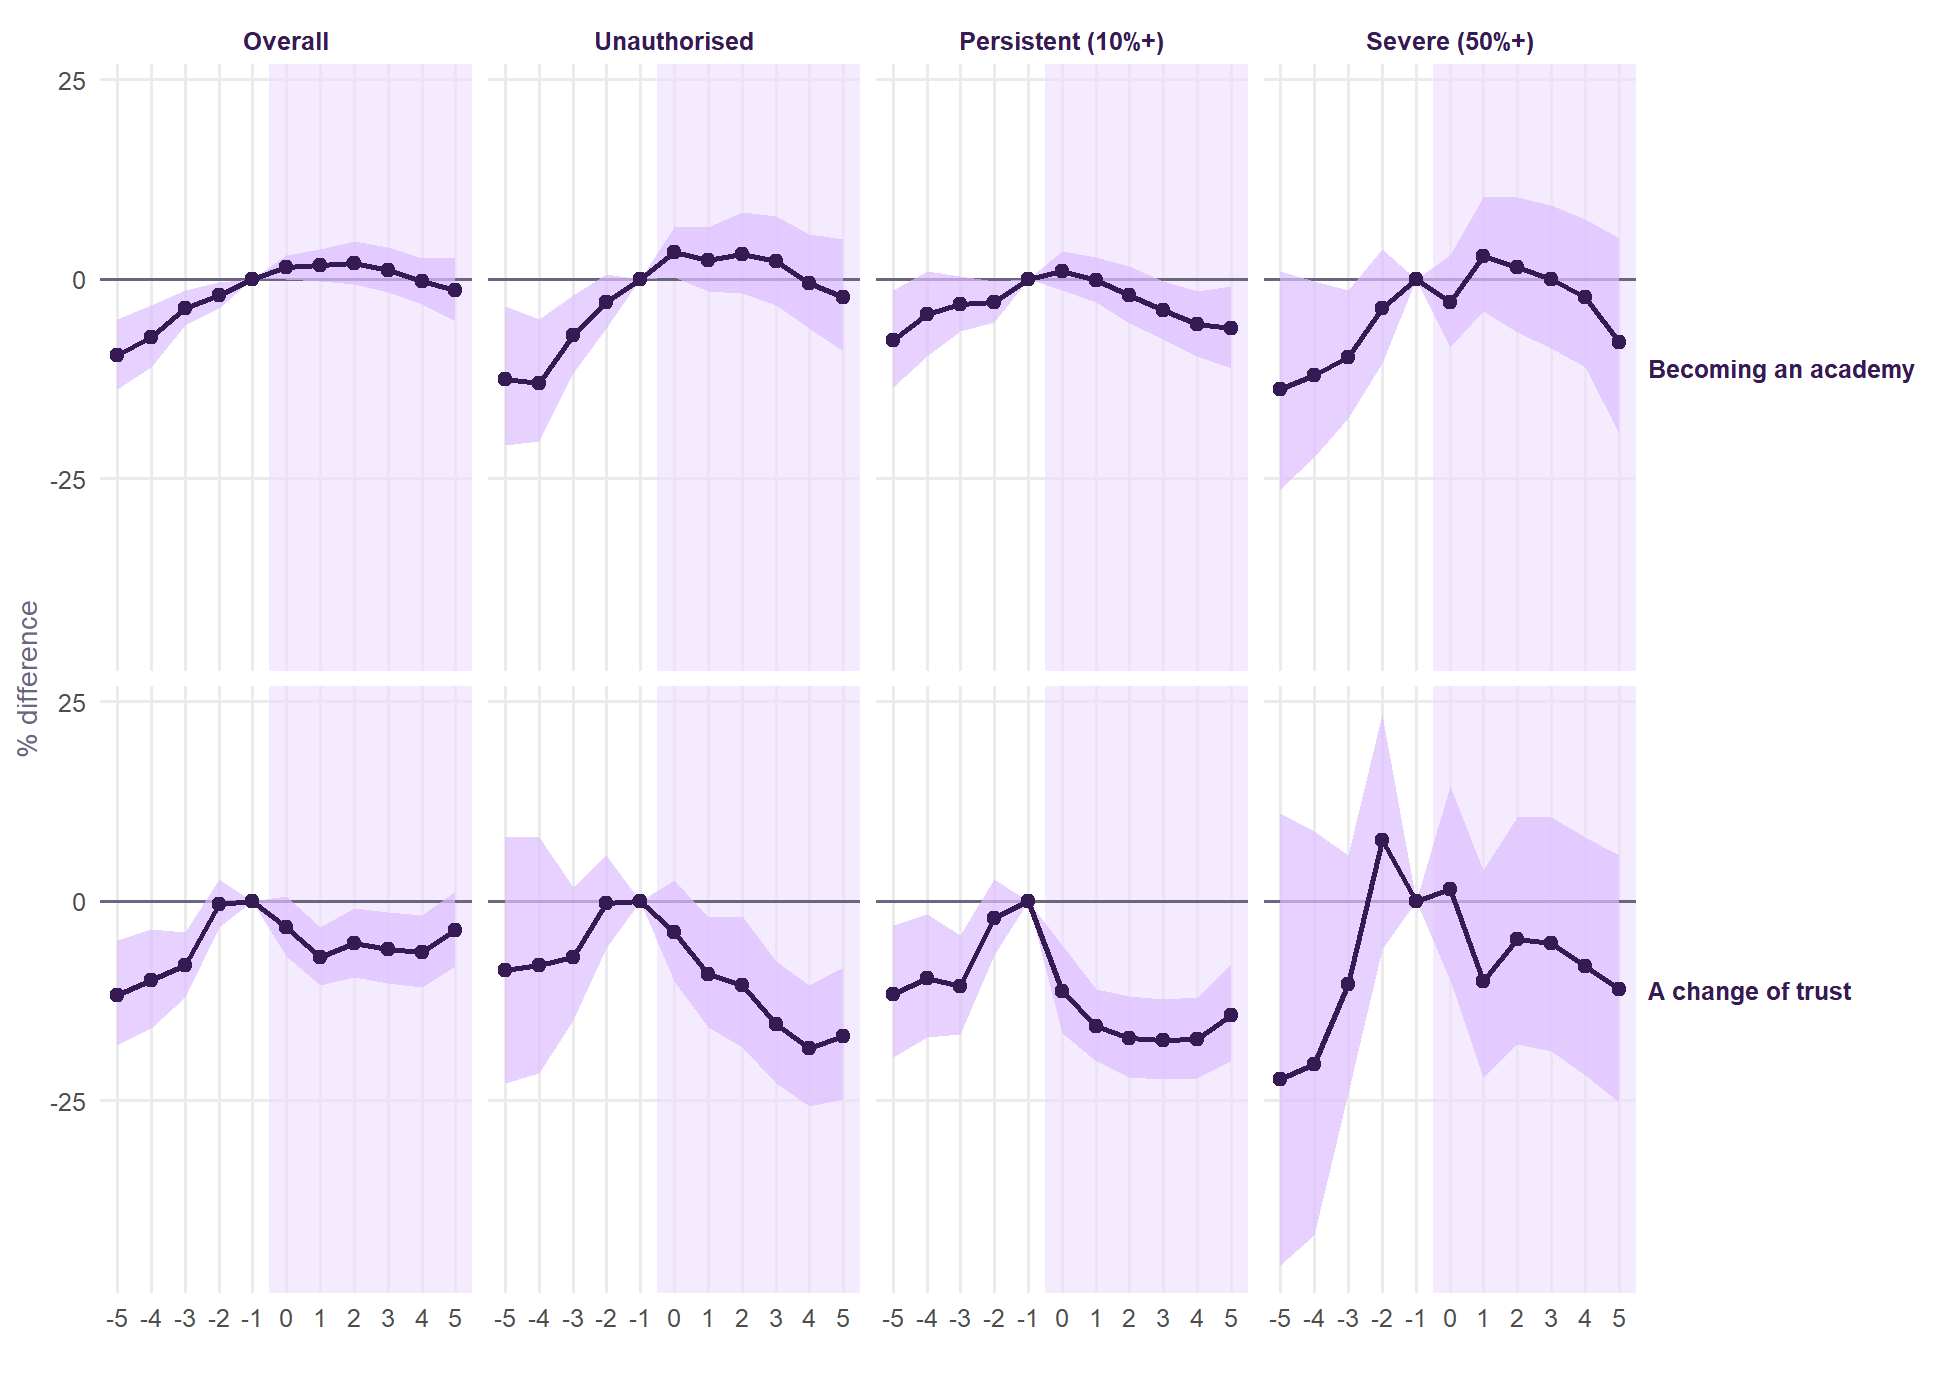 Overall Unauthorised Persistent (10%+) Severe (50%+)
25
0
-25
Becoming an academy
% difference
25
0
-25
A change of trust
-5 -4 -3 -2 -1 0 1 2 3 4 5 -5 -4 -3 -2 -1 0 1 2 3 4 5 -5 -4 -3 -2 -1 0 1 2 3 4 5 -5 -4 -3 -2 -1 0 1 2 3 4 5